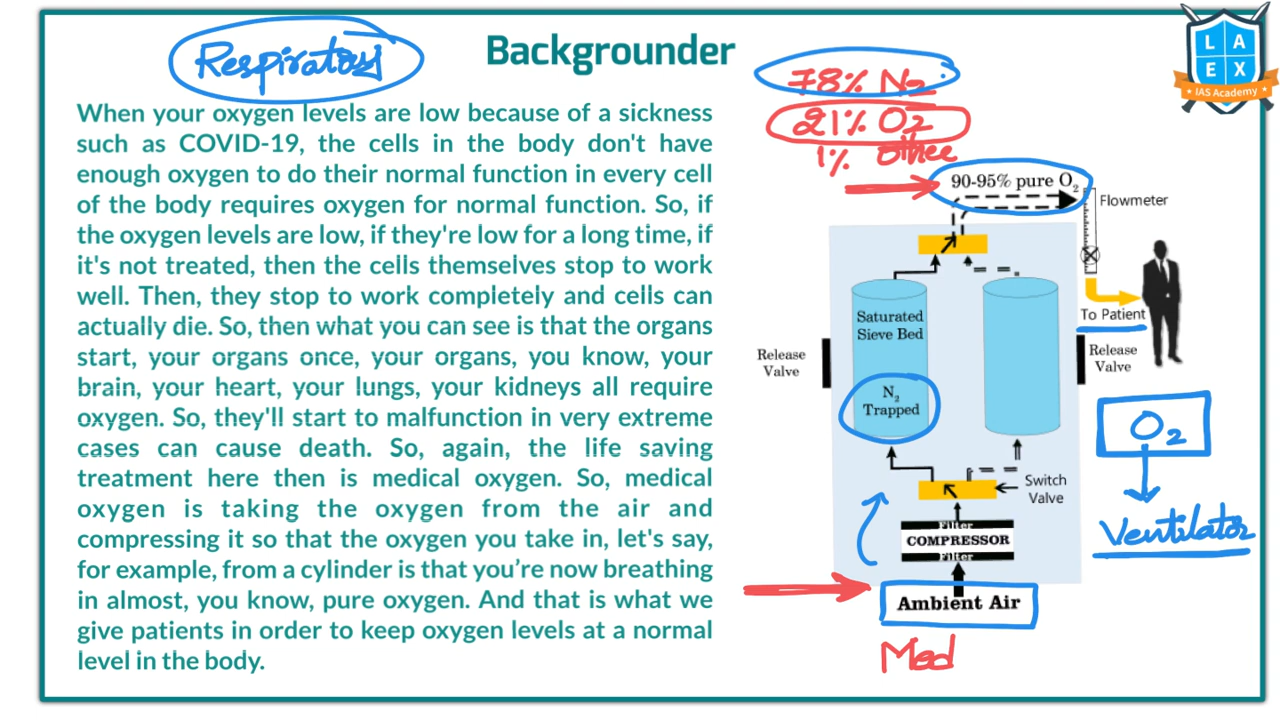 Respiratory
Backgrounder
When your oxygen levels are low because of a sickness
such as COVID-19, the cells in the body don't have
enough oxygen to do their normal function in every cell
of the body requires oxygen for normal function. So, if
the oxygen levels are low, if they're low for a long time, if
it's not treated, then the cells themselves stop to work
well. Then, they stop to work completely and cells can
actually die. So, then what you can see is that the organs
start, your organs once, your organs, you know, your
brain, your heart, your lungs, your kidneys all require
oxygen. So, they'll start to malfunction in very extreme
cases can cause death. So, again, the life saving
treatment here then is medical oxygen. So, medical
oxygen is taking the oxygen from the air and
compressing it so that the oxygen you take in, let's say,
for example, from a cylinder is that you’re now breathing
in almost, you know, pure oxygen. And that is what we
give patients in order to keep oxygen levels at a normal
level in the body.
78% N2
21% O2
1% other
L A
E X
IAS Academy
90-95% pure O2
Flowmeter
To Patient
Saturated
Sieve Bed
N2
Trapped
Release
Valve
Release
Valve
Switch
Valve
Filter
COMPRESSOR
Filter
Ambient Air
Med
O2
Ventilator